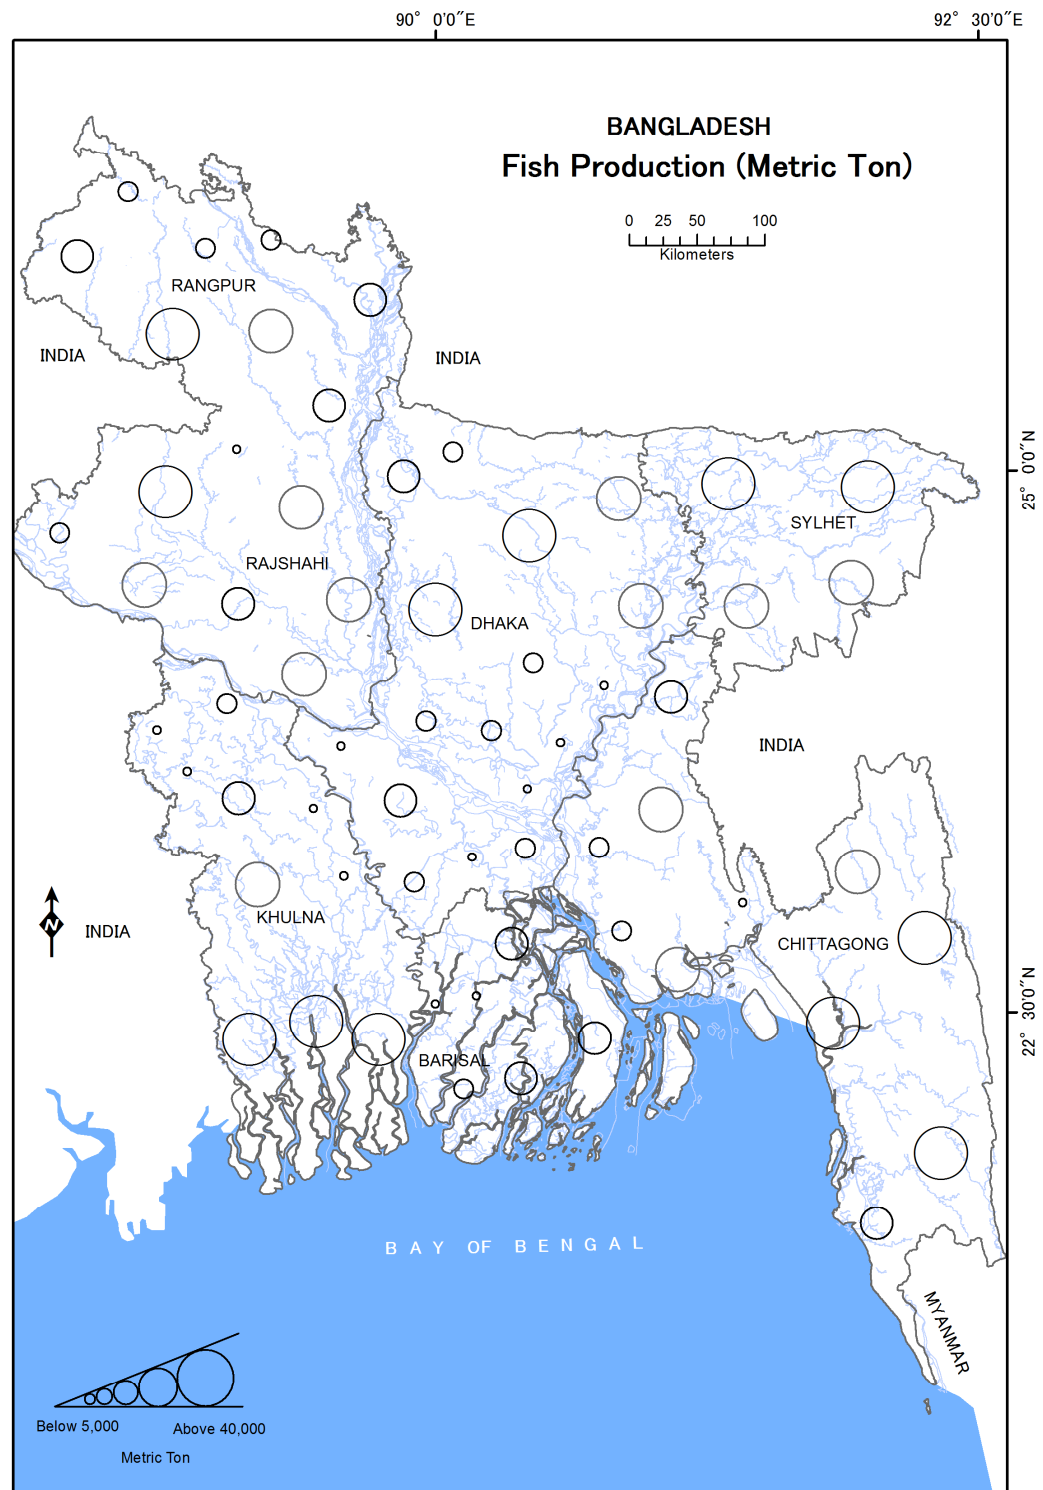 90° 0'0"E
92° 30'0"E
BANGLADESH
Fish Production (Metric Ton)
0 25 50 100
Kilometers
RANGPUR
INDIA
INDIA
25° 0'0"N
SYLHET
RAJSHAHI
DHAKA
INDIA
KHULNA
N
INDIA
CHITTAGONG
22° 30'0"N
BARISAL
BAY OF BENGAL
MYANMAR
Below 5,000
Above 40,000
Metric Ton